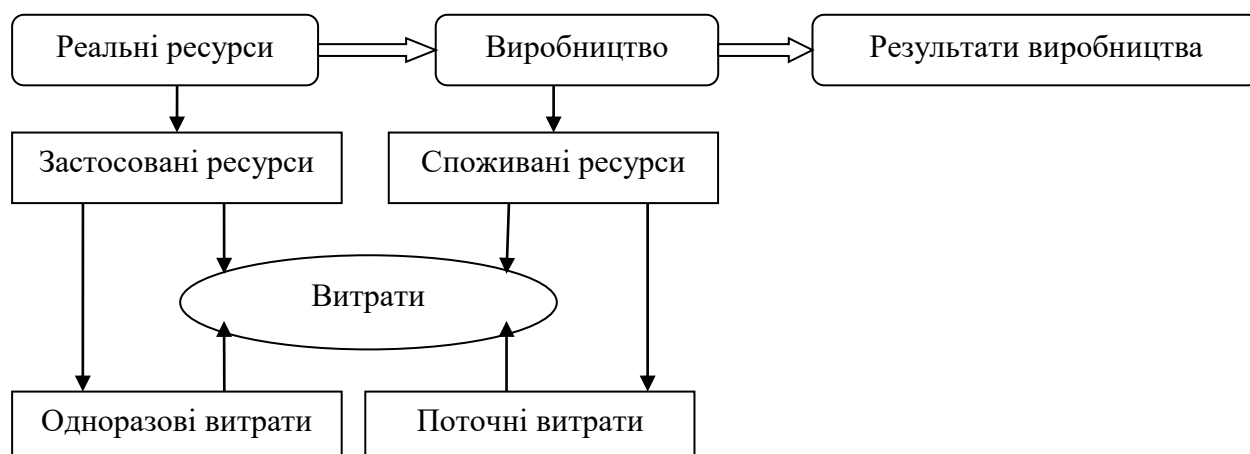 Реальні ресурси
Виробництво
Результати виробництва
Застосовані ресурси
Споживані ресурси
Витрати
Одноразові витрати
Поточні витрати